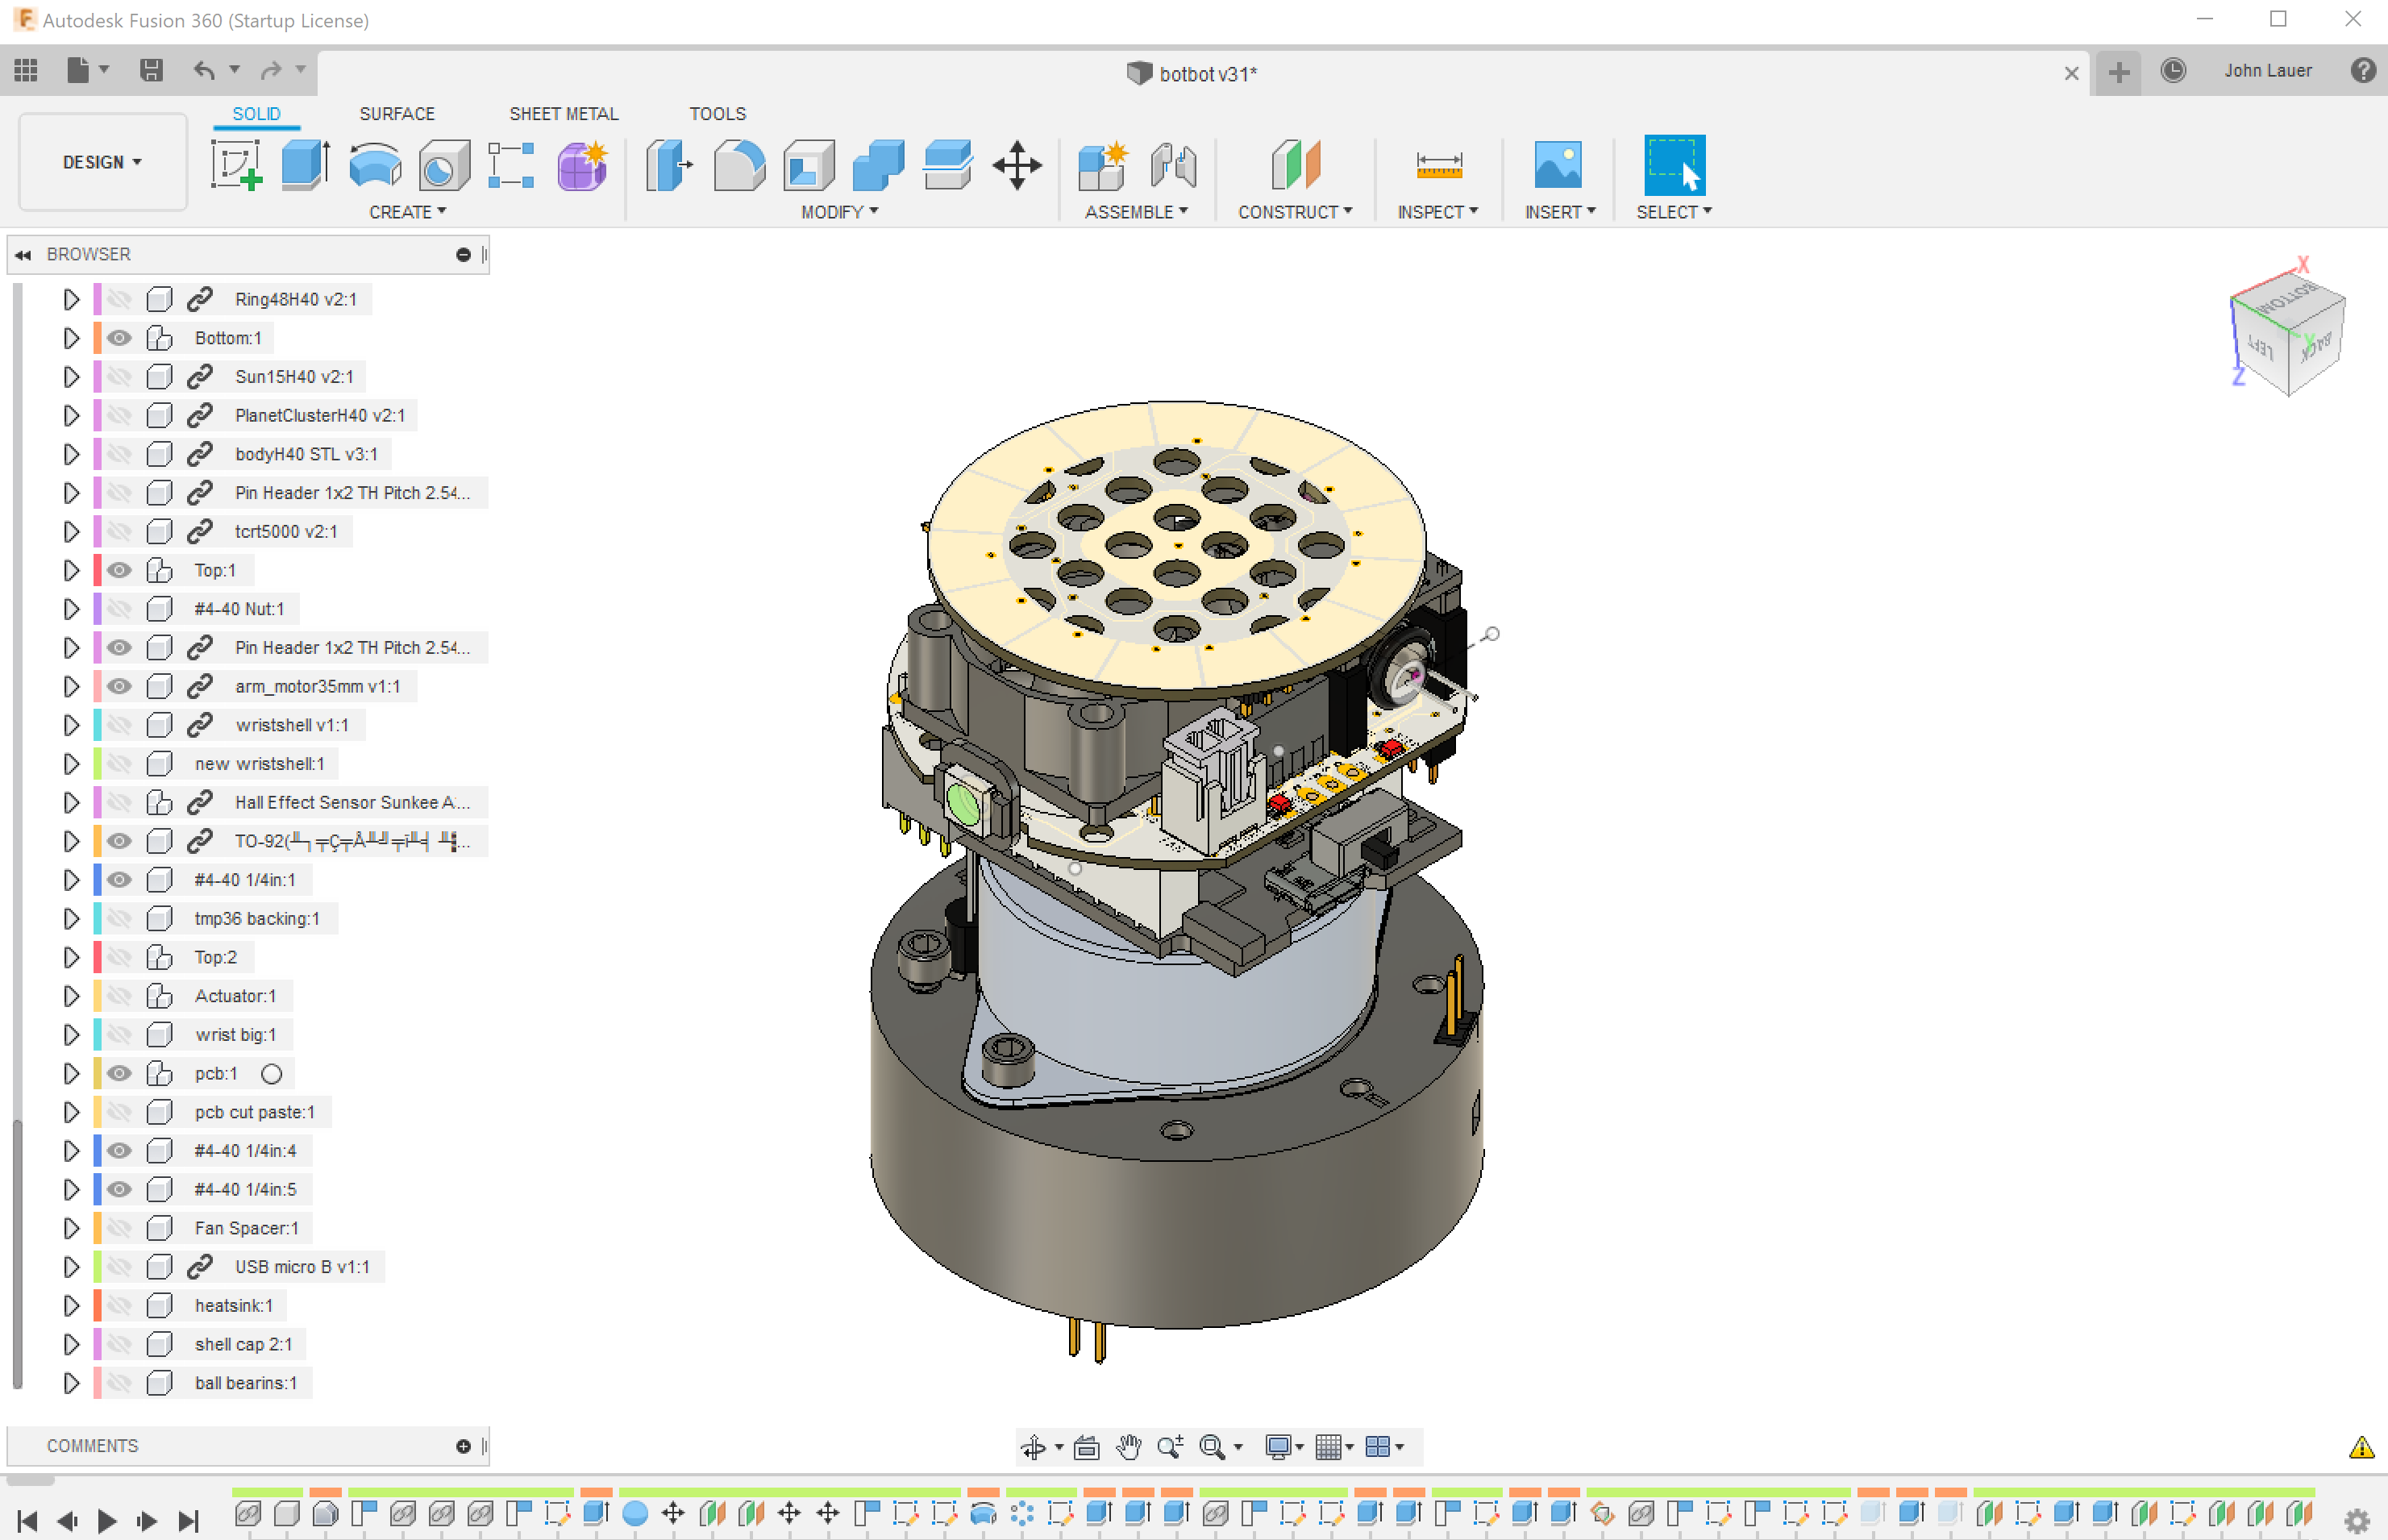 Autodesk Fusion 360 (Startup License)
botbot v31*
John Lauer
DESIGN
SOLID
SURFACE
SHEET METAL
TOOLS
CREATE
MODIFY
ASSEMBLE
CONSTRUCT
INSPECT
INSERT
SELECT
BROWSER
Ring48H40 v2:1
Bottom:1
Sun15H40 v2:1
PlanetClusterH40 v2:1
bodyH40 STL v3:1
Pin Header 1x2 TH Pitch 2.54...
tcrt5000 v2:1
Top:1
#4-40 Nut:1
Pin Header 1x2 TH Pitch 2.54...
arm_motor35mm v1:1
wristshell v1:1
new wristshell:1
Hall Effect Sensor Sunkee A...
TO-92(
#4-40 1/4in:1
tmp36 backing:1
Top:2
Actuator:1
wrist big:1
pcb:1
pcb cut paste:1
#4-40 1/4in:4
#4-40 1/4in:5
Fan Spacer:1
USB micro B v1:1
heatsink:1
shell cap 2:1
ball bearins:1
COMMENTS
X
BOTTOM
LEFT
BACK
Y
Z